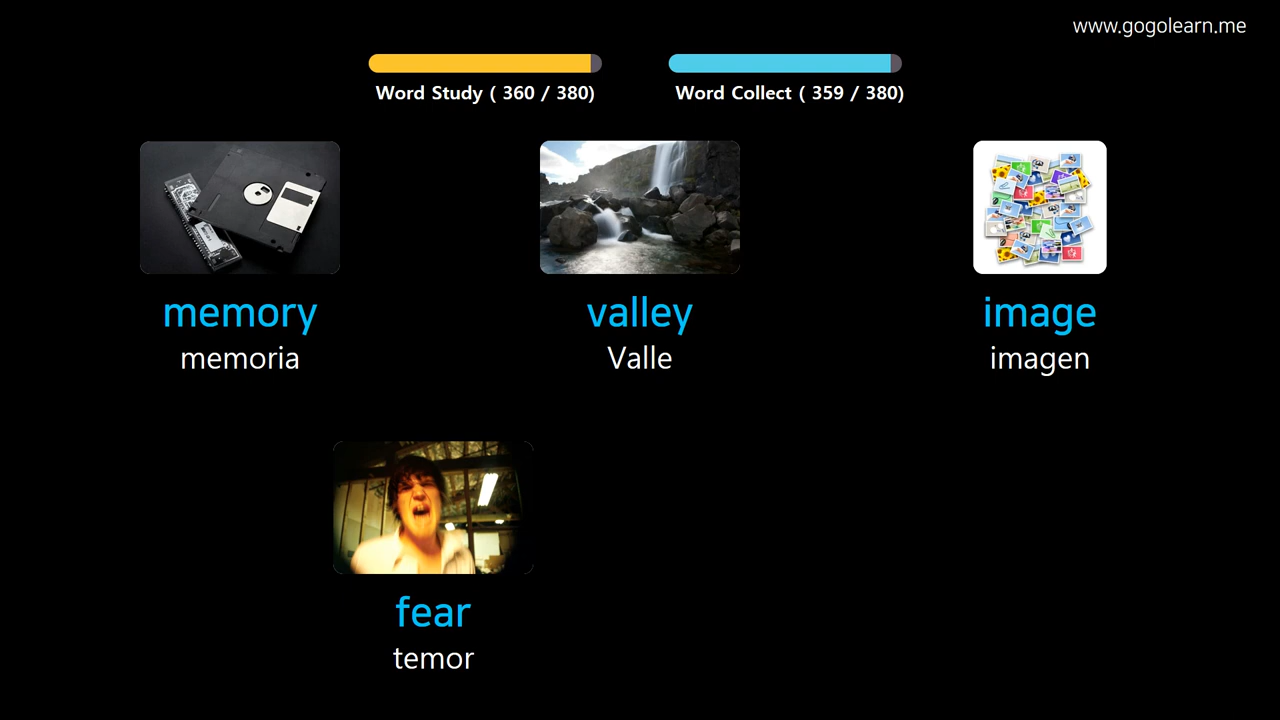 www.gogolearn.me
Word Study ( 360 / 380)
Word Collect ( 359 / 380)
memory
memoria
valley
Valle
image
imagen
fear
temor